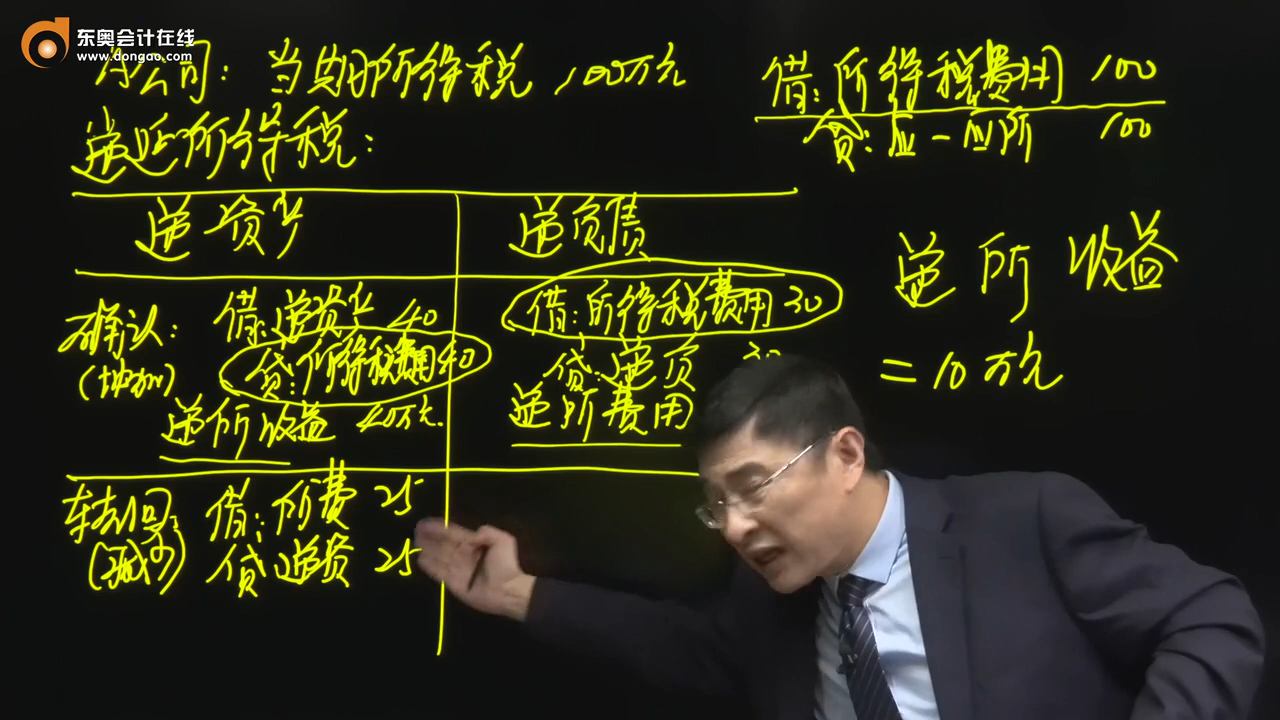 东奥会计在线
www.dongao.com
公司：当期所得税 100万元
借：所得税费用 100
贷：应—应所 100
递延所得税：
递资产
递负债
确认：
(增加)
借：递资产 40
贷：所得税费用 40
递所收益 40万元.
借：所得税费用 30
贷：递负 30
递所费用
递所收益
= 10万元
转回：
(减少)
借：所费 25
贷 递资 25